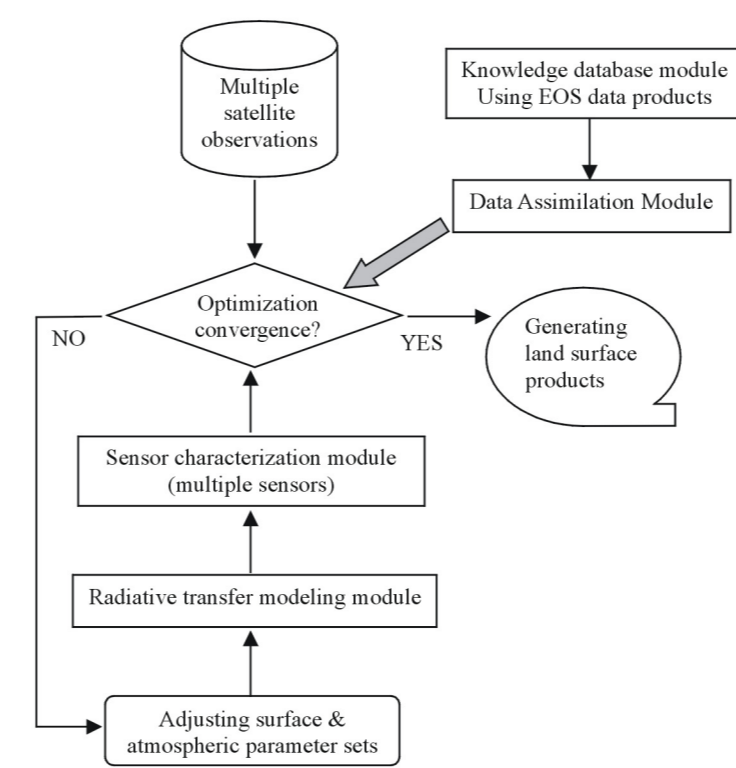 Multiple
satellite
observations
Knowledge database module
Using EOS data products
Data Assimilation Module
Optimization
convergence?
NO
YES
Generating
land surface
products
Sensor characterization module
(multiple sensors)
Radiative transfer modeling module
Adjusting surface &
atmospheric parameter sets